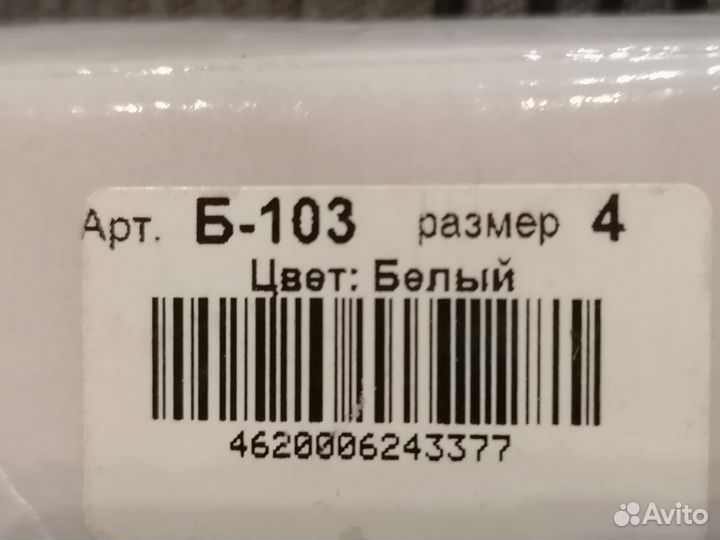 Арт. Б-103 размер 4
Цвет: Белый
4620006243377
Avito